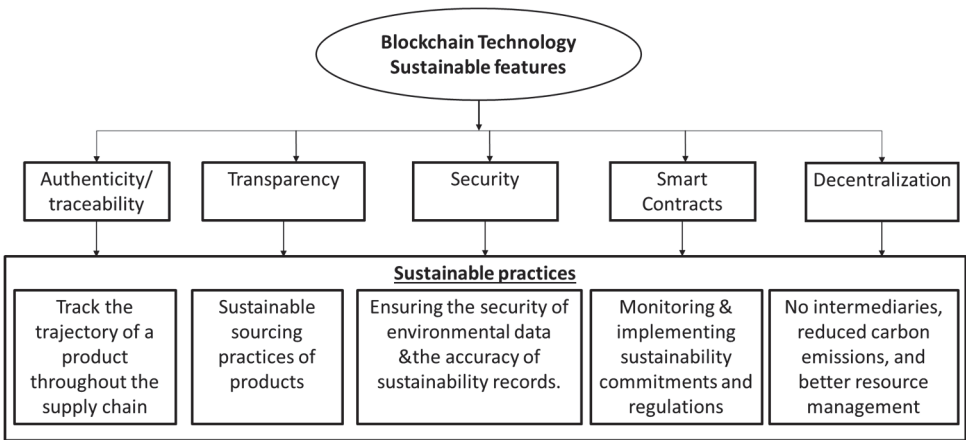 Blockchain Technology
Sustainable features
Authenticity/
traceability
Transparency
Security
Smart
Contracts
Decentralization
Sustainable practices
Track the
trajectory of a
product
throughout the
supply chain
Sustainable
sourcing
practices of
products
Ensuring the security of
environmental data
&the accuracy of
sustainability records.
Monitoring &
implementing
sustainability
commitments and
regulations
No intermediaries,
reduced carbon
emissions, and
better resource
management